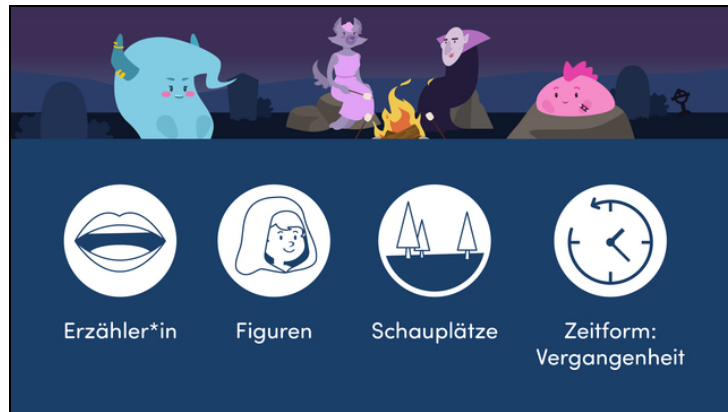 Erzähler*in
Figuren
Schauplätze
Zeitform:
Vergangenheit